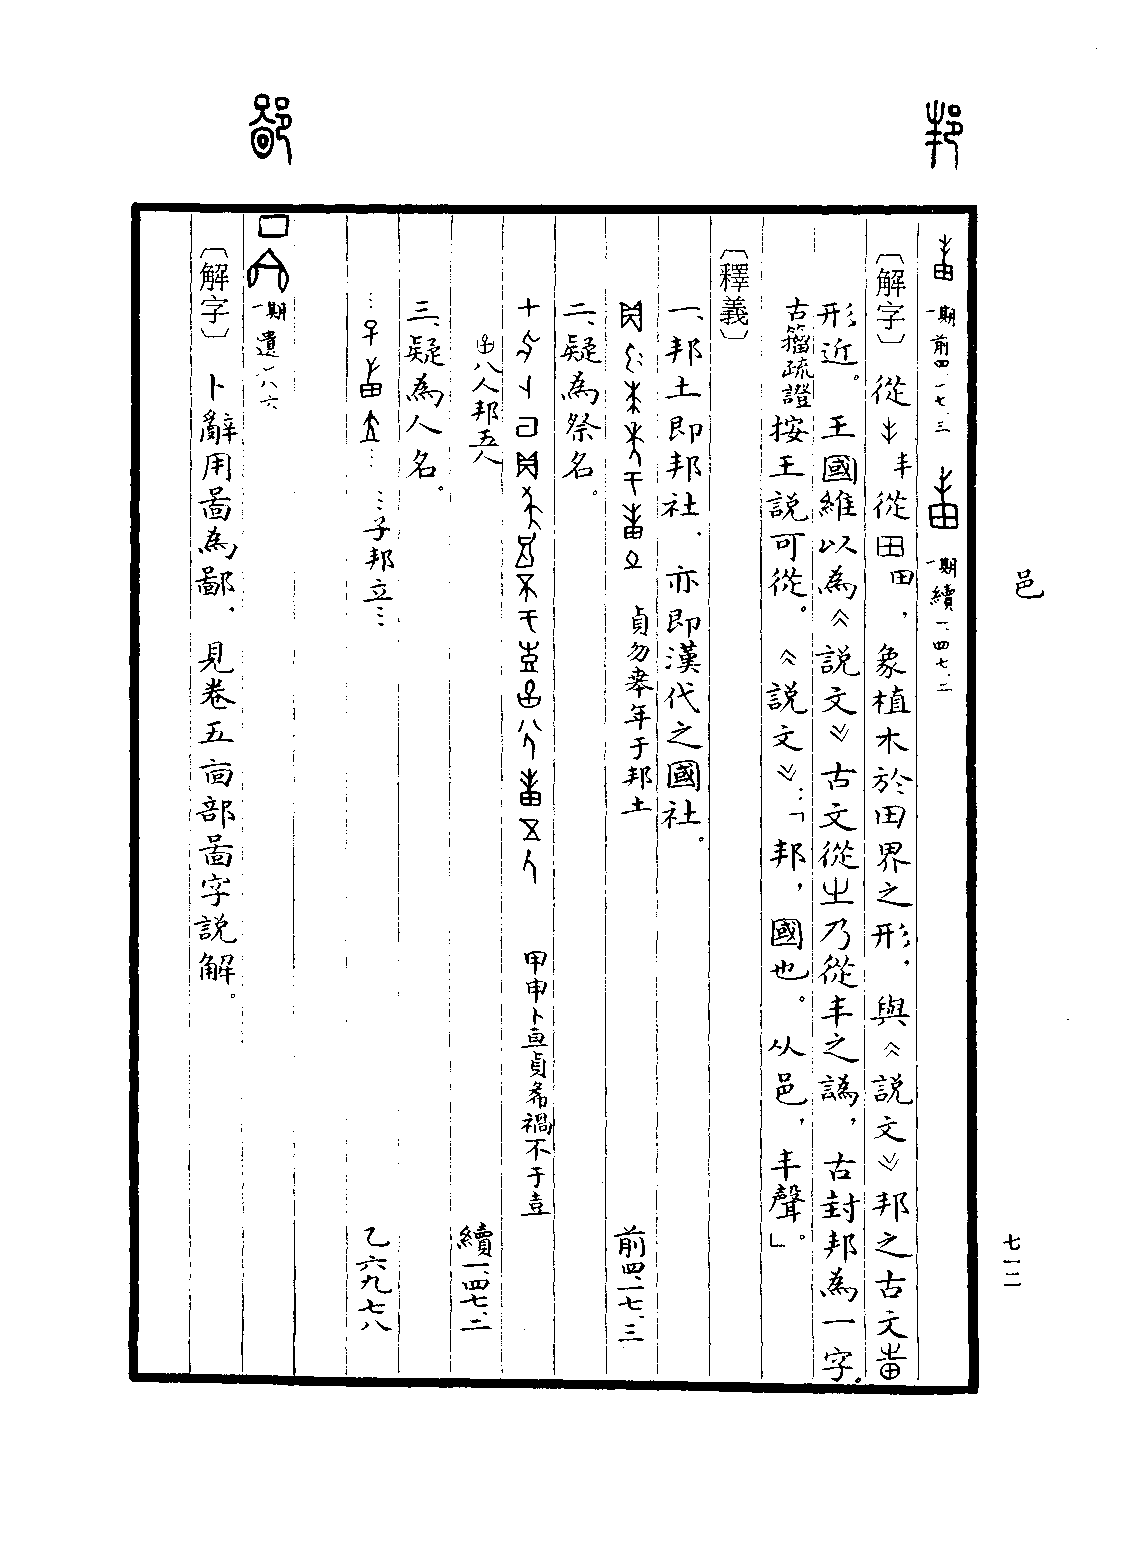 邦
一期前四·一七·三　一期續一·四七·二
〔解字〕從丰從田，象植木於田界之形，與《說文》邦之古文
形近。王國維以為《說文》古文從㞢乃從丰之譌，古封邦為一字。
古籀疏證按王說可從。《說文》：「邦，國也。从邑，丰聲。」
〔釋義〕
一、邦土即邦社，亦即漢代之國社。
貞勿𠦪年于邦土　前四·一七·三
二、疑為祭名。
甲申卜亘貞希禍不于壴
八人邦五人　續一·四七·二
三、疑為人名。
…子邦立…　乙六九七八
鄙
一期遺一八六
〔解字〕卜辭用啚為鄙，見卷五㐭部啚字說解。
邑
七一二